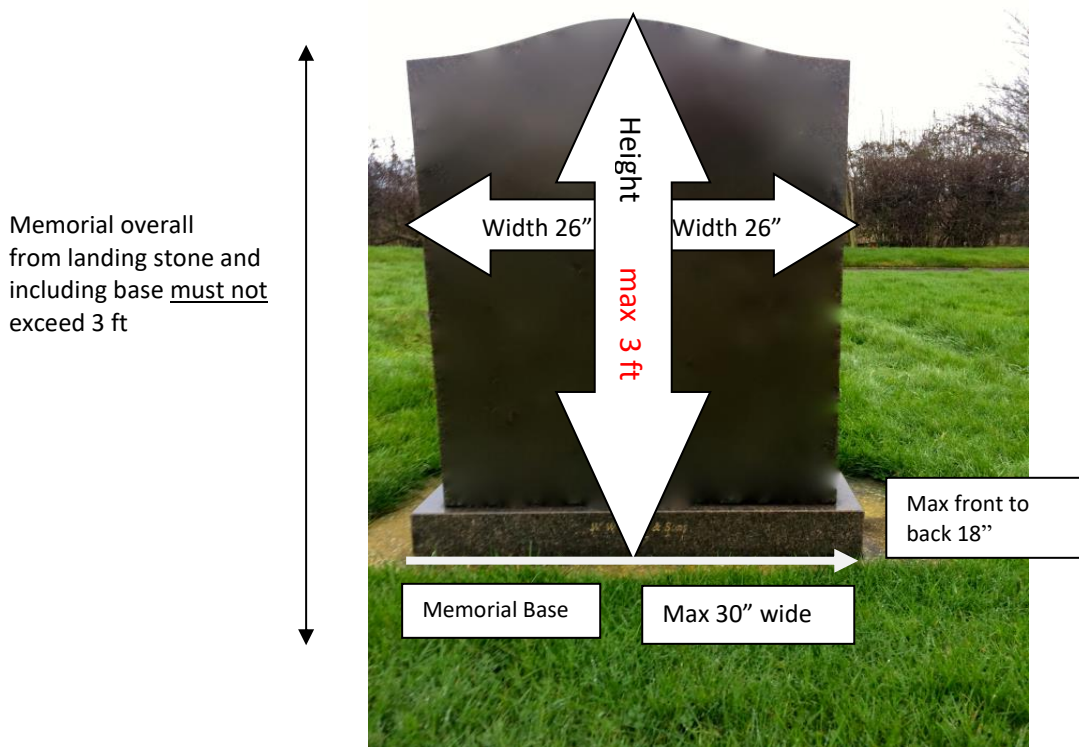 Memorial overall
from landing stone and
including base must not
exceed 3 ft
Height max 3 ft
Width 26”
Width 26”
Max front to
back 18”
Memorial Base
Max 30” wide